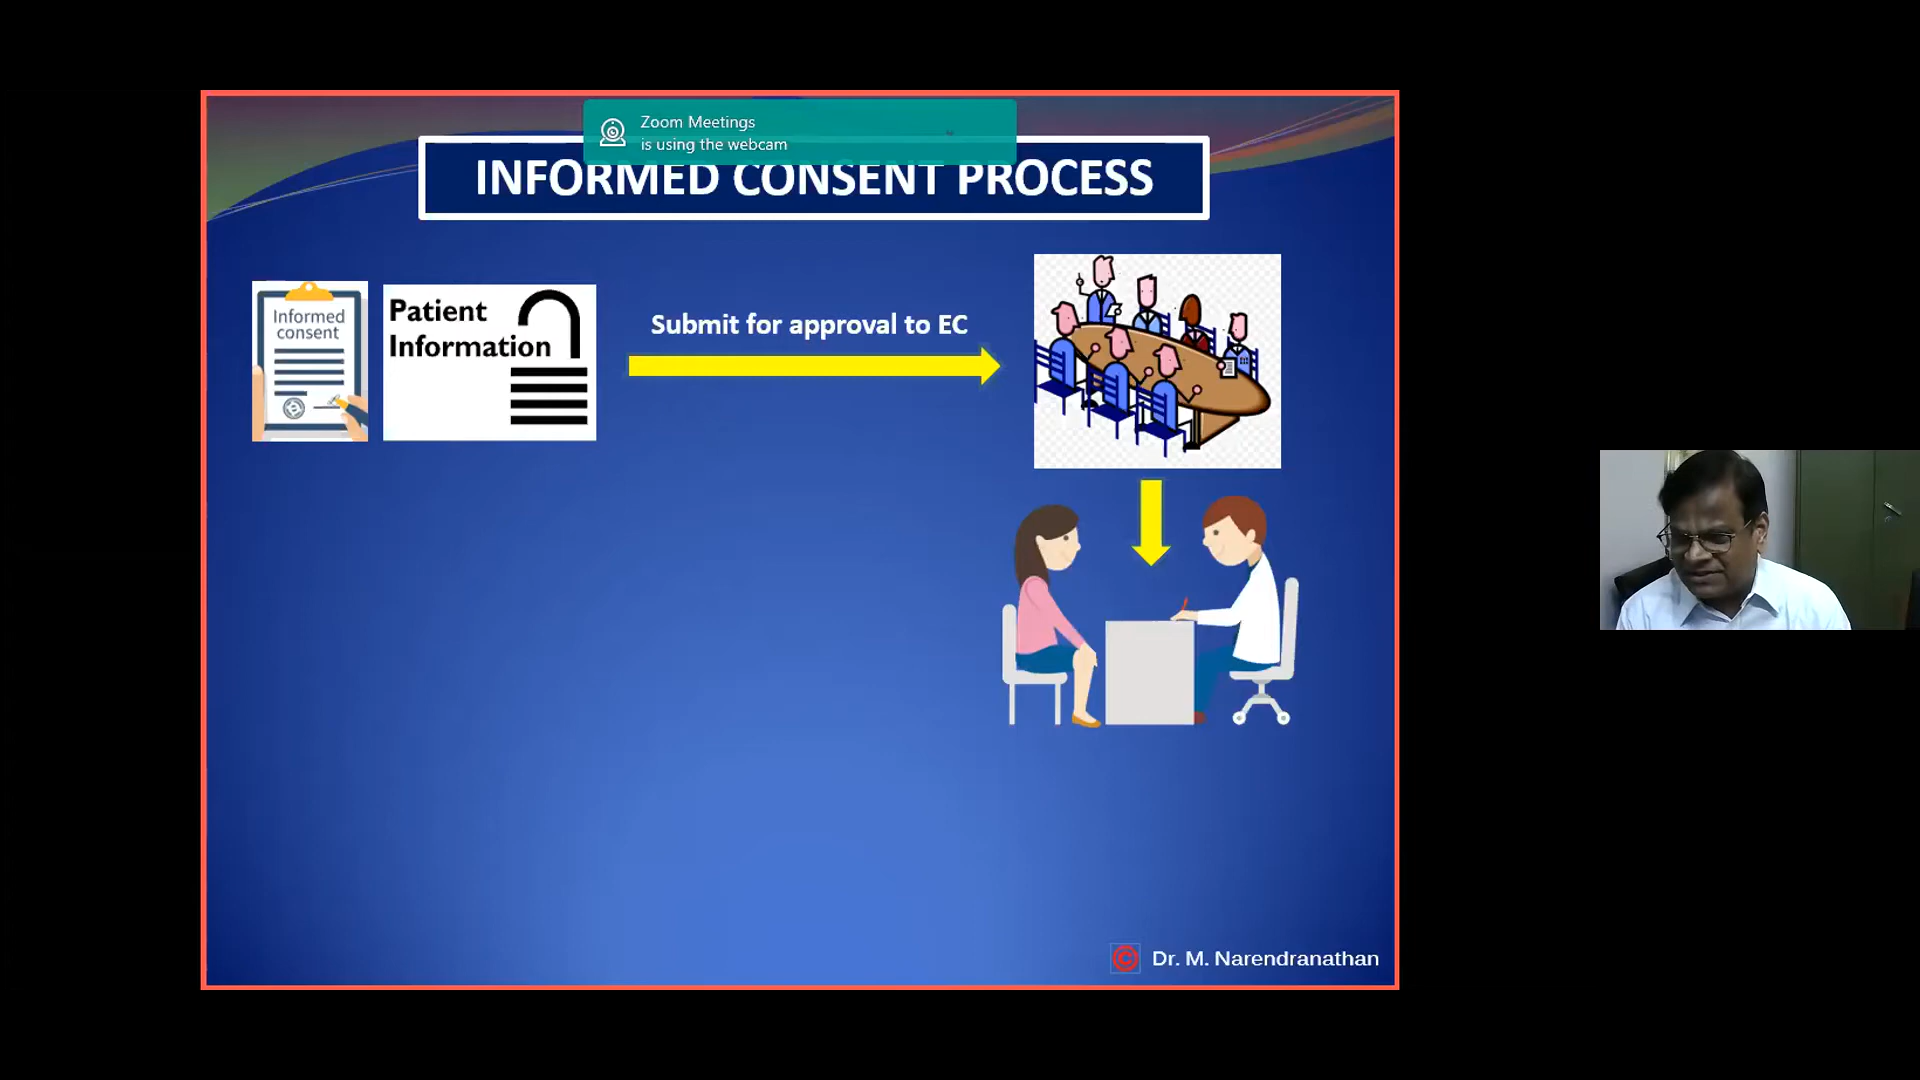 Zoom Meetings
is using the webcam
INFORMED CONSENT PROCESS
Informed
consent
Patient
Information
Submit for approval to EC
© Dr. M. Narendranathan